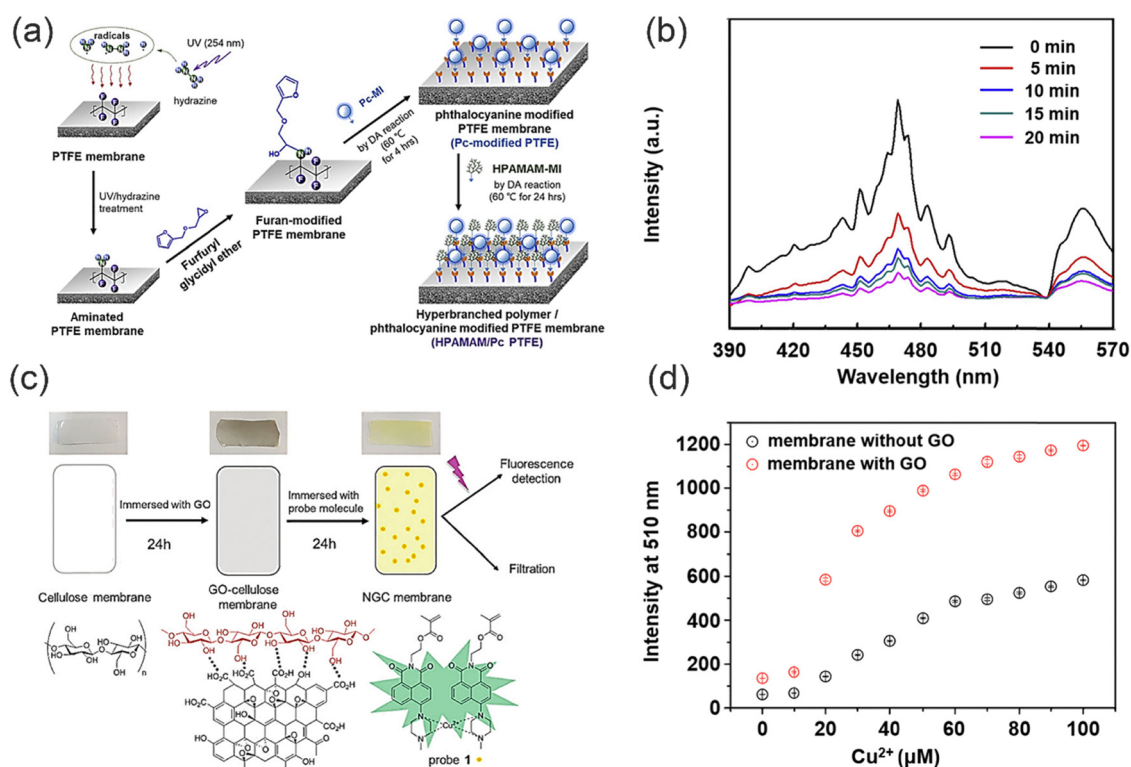 (a)
radicals
UV (254 nm)
hydrazine
PTFE membrane
UV/hydrazine
treatment
Aminated
PTFE membrane
Furfuryl
glycidyl ether
HO
N
H
F
F
F
Furan-modified
PTFE membrane
Pc-MI
by DA reaction
(60 °C
for 4 hrs)
phthalocyanine modified
PTFE membrane
(Pc-modified PTFE)
HPAMAM-MI
by DA reaction
(60 °C for 24 hrs)
Hyperbranched polymer /
phthalocyanine modified PTFE membrane
(HPAMAM/Pc PTFE)
(b)
0 min
5 min
10 min
15 min
20 min
Intensity (a.u.)
390 420 450 480 510 540 570
Wavelength (nm)
(c)
Immersed with GO
24h
Immersed with
probe molecule
24h
Fluorescence
detection
Filtration
Cellulose membrane
GO-cellulose
membrane
NGC membrane
probe 1
(d)
membrane without GO
membrane with GO
Intensity at 510 nm
1200
1000
800
600
400
200
0
0 20 40 60 80 100
Cu²⁺ (μM)